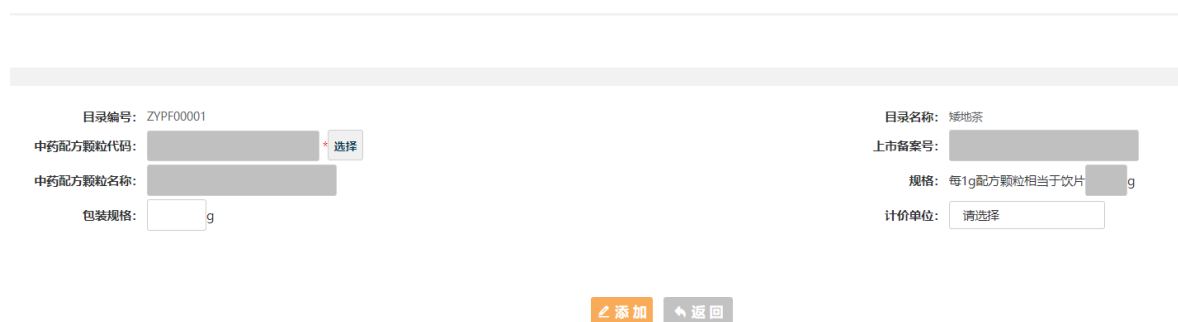 目录编号: ZYPF00001 目录名称: 矮地茶
中药配方颗粒代码: * 选择 上市备案号:
中药配方颗粒名称: 规格: 每1g配方颗粒相当于饮片 g
包装规格: g 计价单位: 请选择
添加 返回